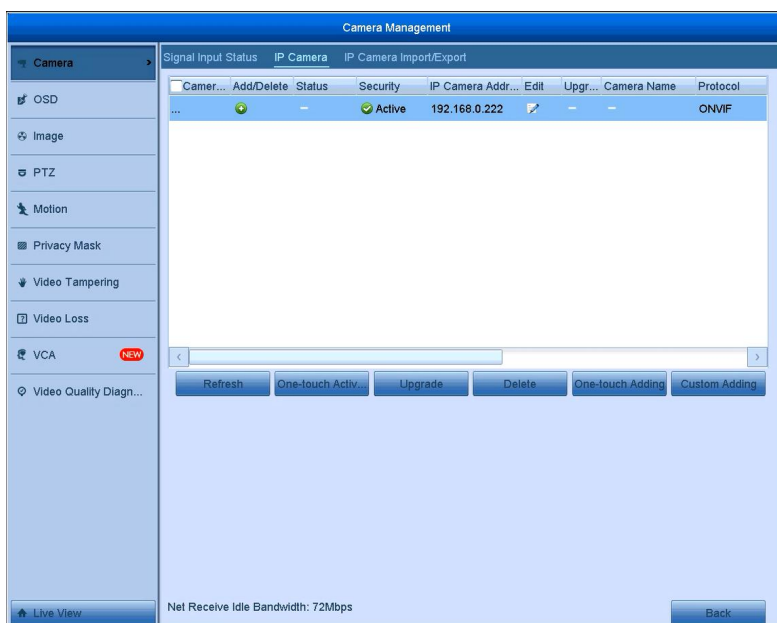 Camera Management
Camera
OSD
Image
PTZ
Motion
Privacy Mask
Video Tampering
Video Loss
VCA NEW
Video Quality Diagn...
Live View
Signal Input Status IP Camera IP Camera Import/Export
Camer... Add/Delete Status Security IP Camera Addr... Edit Upgr... Camera Name Protocol
... – Active 192.168.0.222 – – ONVIF
Refresh One-touch Activ... Upgrade Delete One-touch Adding Custom Adding
Net Receive Idle Bandwidth: 72Mbps
Back